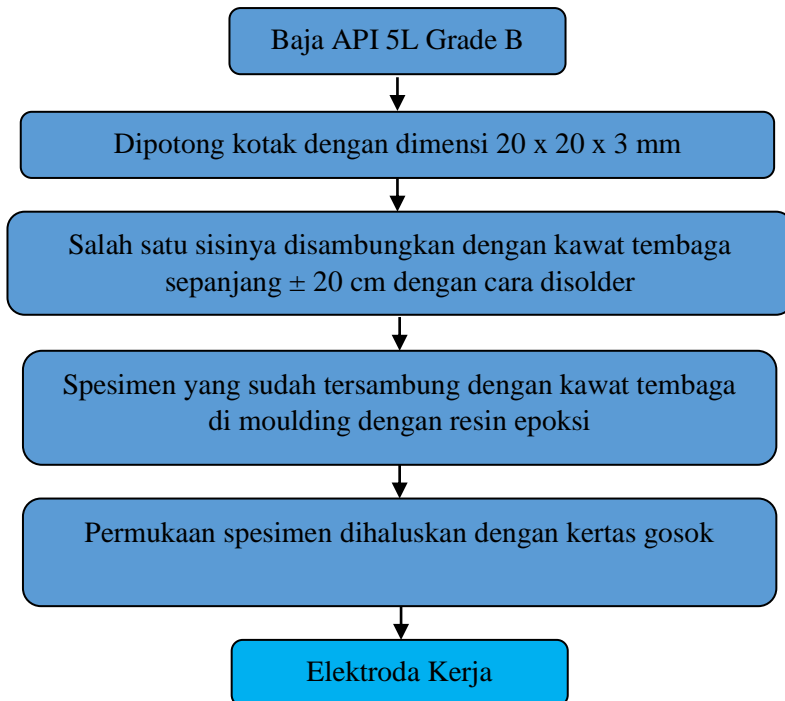 Baja API 5L Grade B
Dipotong kotak dengan dimensi 20 x 20 x 3 mm
Salah satu sisinya disambungkan dengan kawat tembaga
sepanjang ± 20 cm dengan cara disolder
Spesimen yang sudah tersambung dengan kawat tembaga
di moulding dengan resin epoksi
Permukaan spesimen dihaluskan dengan kertas gosok
Elektroda Kerja